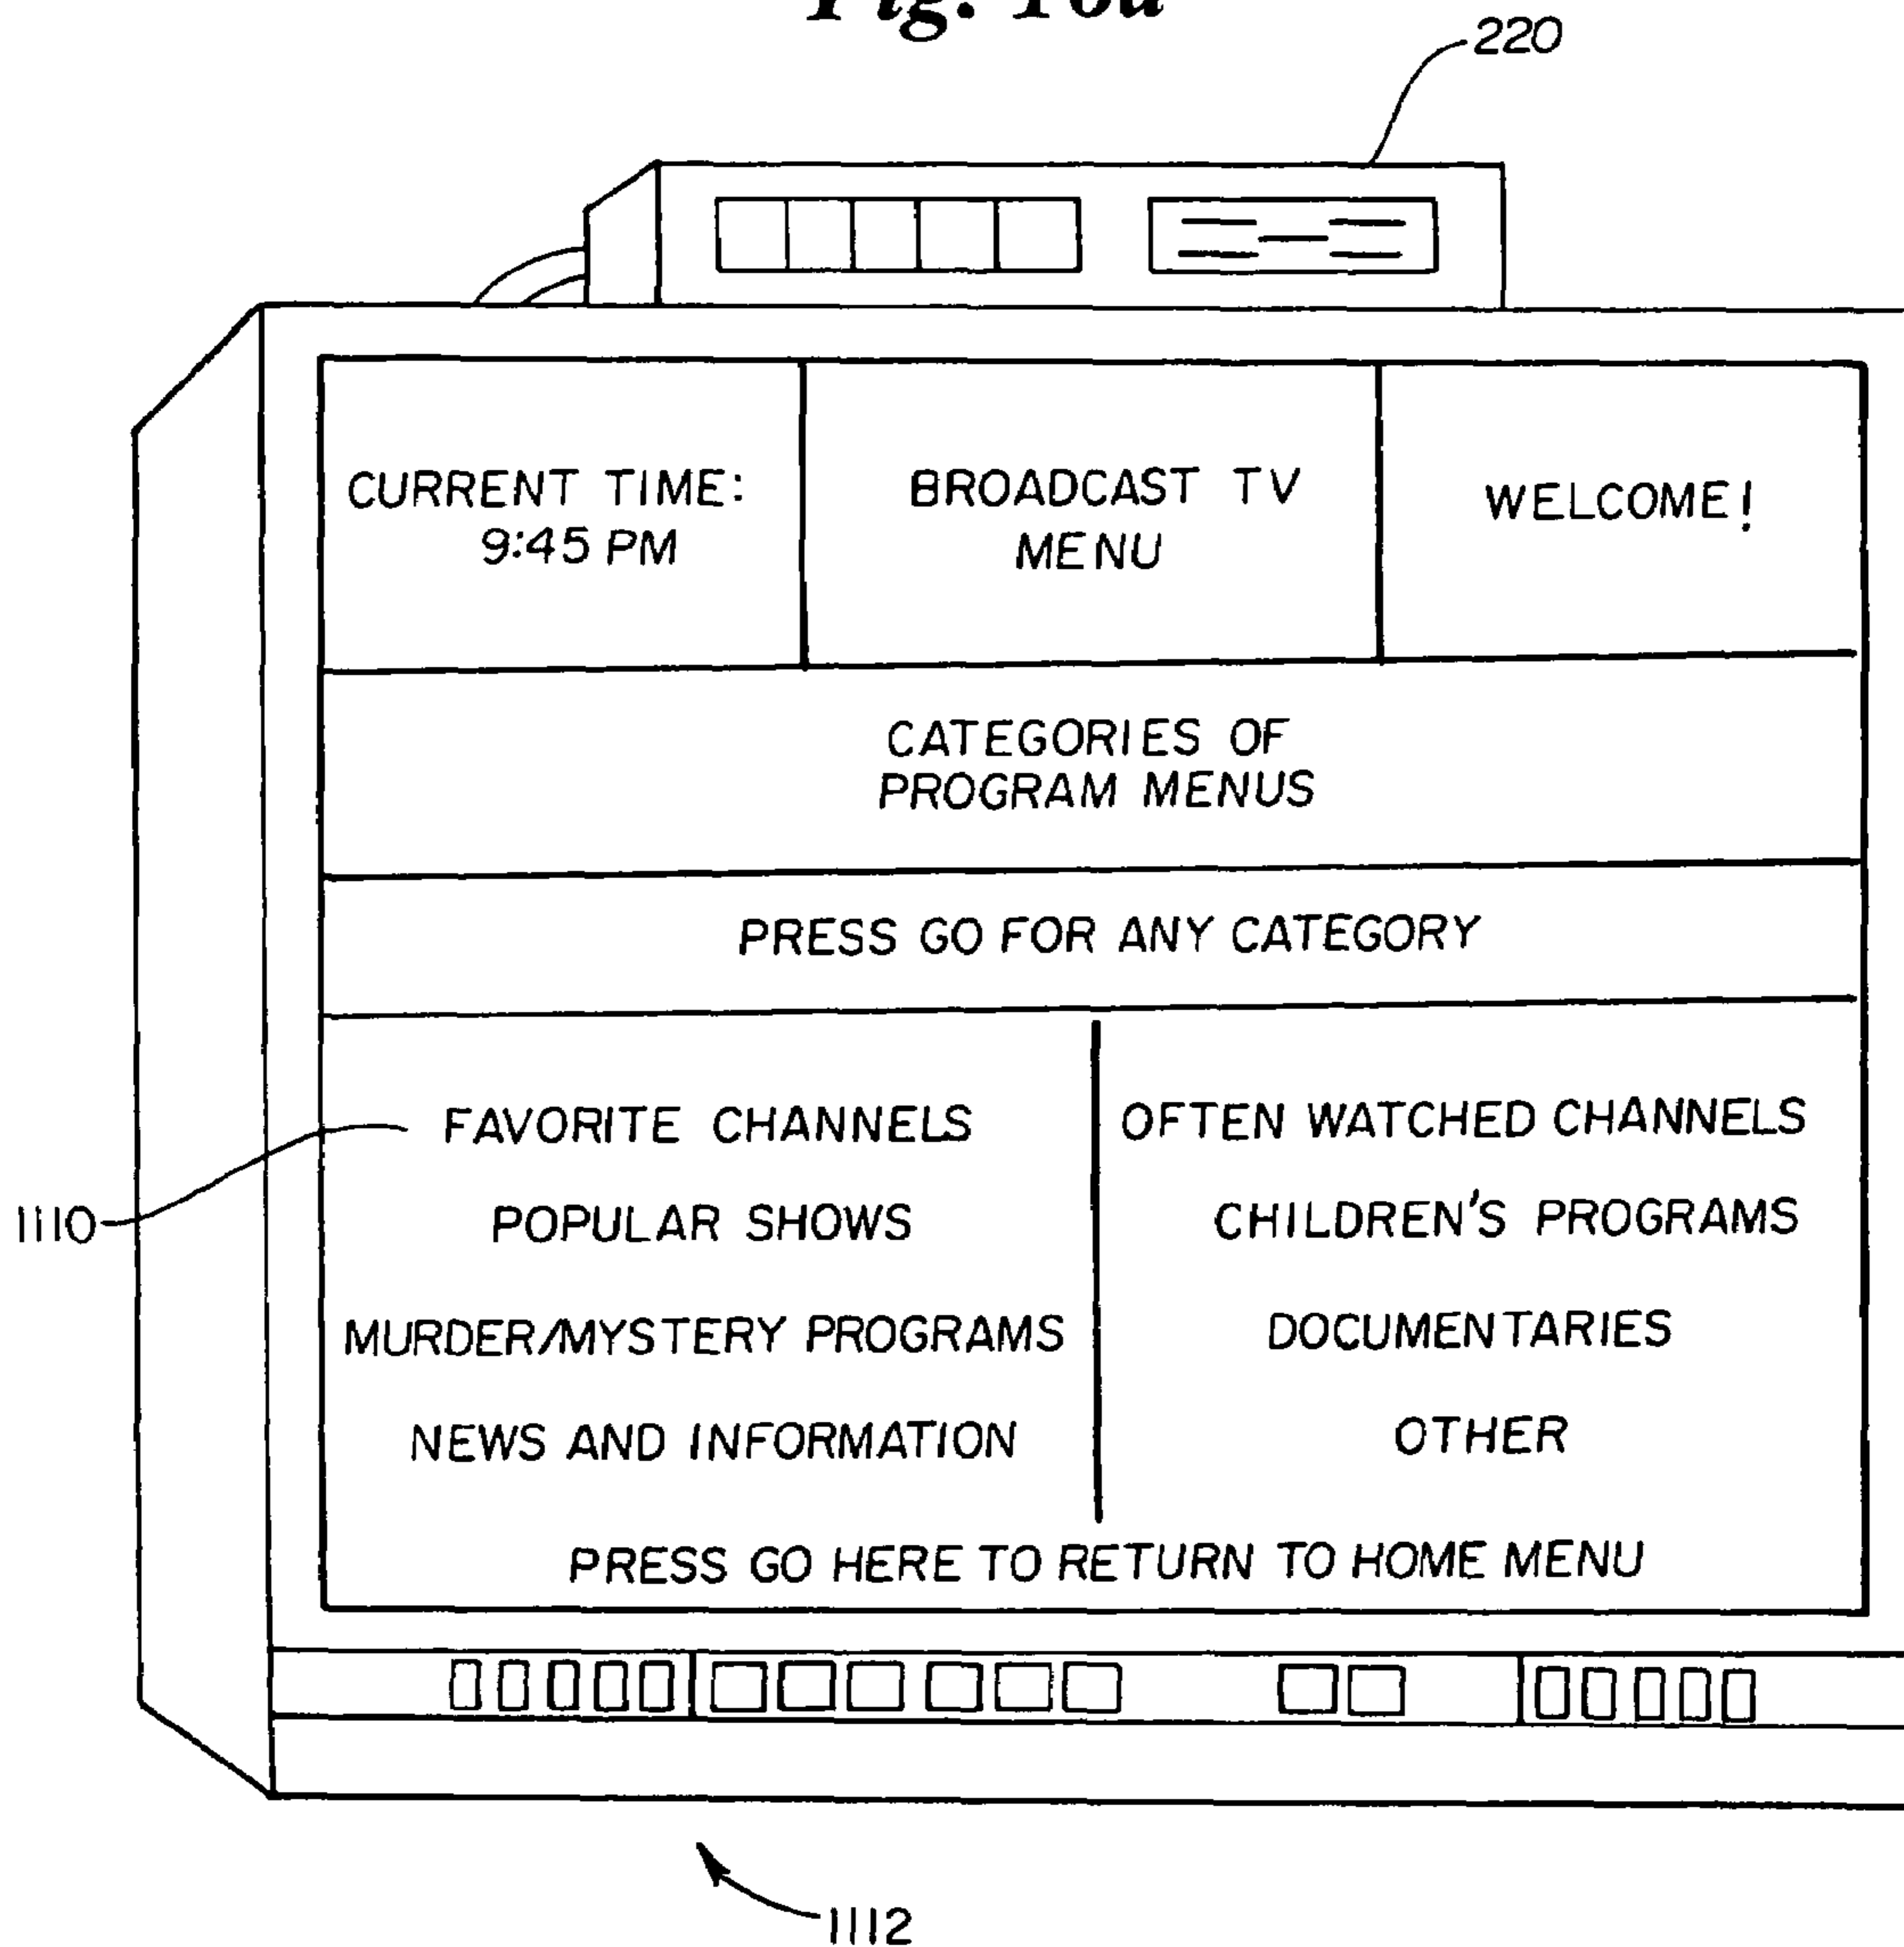 Fig. 16a
220
CURRENT TIME:
9:45 PM
BROADCAST TV
MENU
WELCOME!
CATEGORIES OF
PROGRAM MENUS
PRESS GO FOR ANY CATEGORY
FAVORITE CHANNELS
OFTEN WATCHED CHANNELS
1110
POPULAR SHOWS
CHILDREN'S PROGRAMS
MURDER/MYSTERY PROGRAMS
DOCUMENTARIES
NEWS AND INFORMATION
OTHER
PRESS GO HERE TO RETURN TO HOME MENU
1112